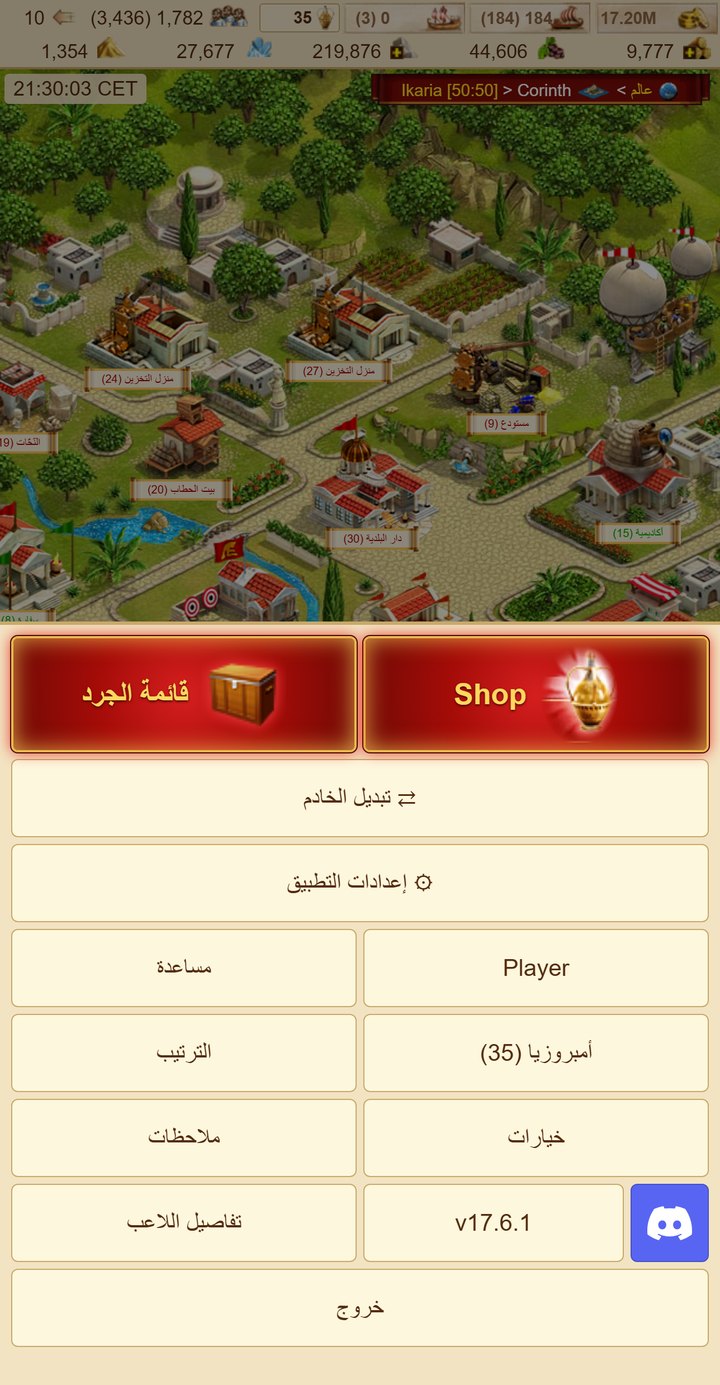 10 (3,436) 1,782 35 (3) 0 (184) 184 17.20M
1,354 27,677 219,876 44,606 9,777
21:30:03 CET
عالم > Corinth > Ikaria [50:50]
منزل التخزين (24)
منزل التخزين (27)
مستودع (9)
بيت الحطاب (20)
دار البلدية (30)
أكاديمية (15)
Shop
قائمة الجرد
⇄ تبديل الخادم
إعدادات التطبيق
Player
مساعدة
أمبروزيا (35)
الترتيب
خيارات
ملاحظات
v17.6.1
تفاصيل اللاعب
خروج